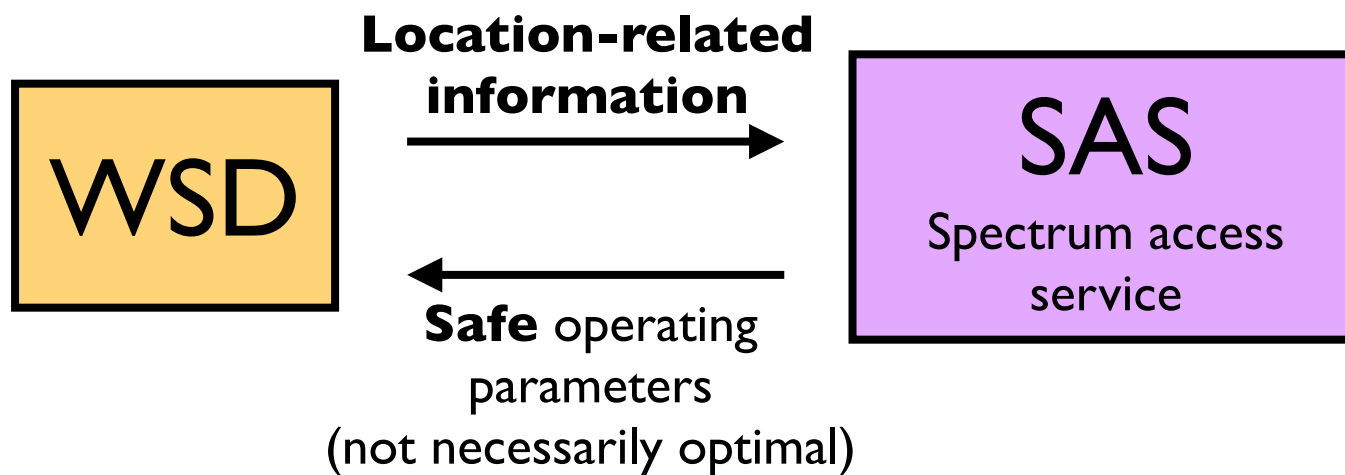 WSD
Location-related
information
Safe operating
parameters
(not necessarily optimal)
SAS
Spectrum access
service